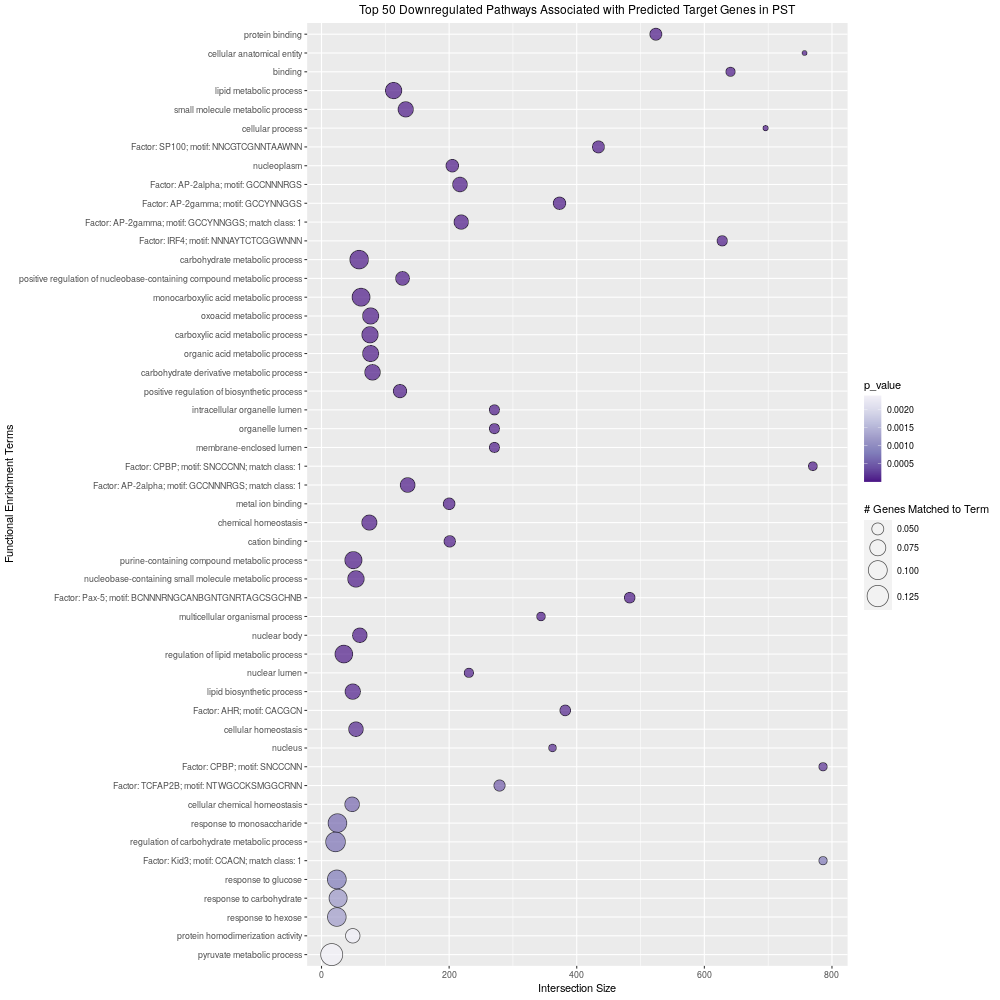 Top 50 Downregulated Pathways Associated with Predicted Target Genes in PST
Functional Enrichment Terms
protein binding
cellular anatomical entity
binding
lipid metabolic process
small molecule metabolic process
cellular process
Factor: SP100; motif: NNCGTCGNNTAAWNN
nucleoplasm
Factor: AP-2alpha; motif: GCCNNNRGS
Factor: AP-2gamma; motif: GCCYNNGGS
Factor: AP-2gamma; motif: GCCYNNGGS; match class: 1
Factor: IRF4; motif: NNNAYTCTCGGWNNN
carbohydrate metabolic process
positive regulation of nucleobase-containing compound metabolic process
monocarboxylic acid metabolic process
oxoacid metabolic process
carboxylic acid metabolic process
organic acid metabolic process
carbohydrate derivative metabolic process
positive regulation of biosynthetic process
intracellular organelle lumen
organelle lumen
membrane-enclosed lumen
Factor: CPBP; motif: SNCCCNN; match class: 1
Factor: AP-2alpha; motif: GCCNNNRGS; match class: 1
metal ion binding
chemical homeostasis
cation binding
purine-containing compound metabolic process
nucleobase-containing small molecule metabolic process
Factor: Pax-5; motif: BCNNNRNGCANBGNTGNRTAGCSGCHNB
multicellular organismal process
nuclear body
regulation of lipid metabolic process
nuclear lumen
lipid biosynthetic process
Factor: AHR; motif: CACGCN
cellular homeostasis
nucleus
Factor: CPBP; motif: SNCCCNN
Factor: TCFAP2B; motif: NTWGCCKSMGGCRNN
cellular chemical homeostasis
response to monosaccharide
regulation of carbohydrate metabolic process
Factor: Kid3; motif: CCACN; match class: 1
response to glucose
response to carbohydrate
response to hexose
protein homodimerization activity
pyruvate metabolic process
0 200 400 600 800
Intersection Size
p_value
0.0020
0.0015
0.0010
0.0005
# Genes Matched to Term
0.050
0.075
0.100
0.125